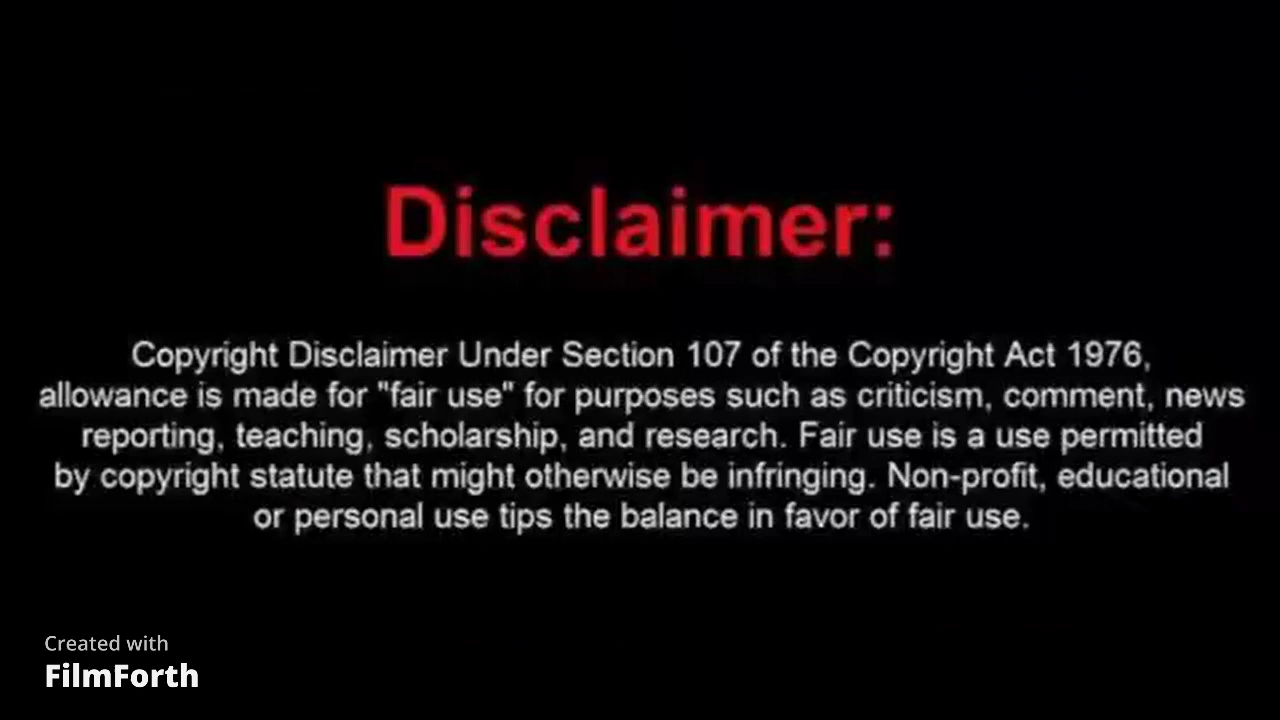 Disclaimer:
Copyright Disclaimer Under Section 107 of the Copyright Act 1976,
allowance is made for "fair use" for purposes such as criticism, comment, news
reporting, teaching, scholarship, and research. Fair use is a use permitted
by copyright statute that might otherwise be infringing. Non-profit, educational
or personal use tips the balance in favor of fair use.
Created with
FilmForth